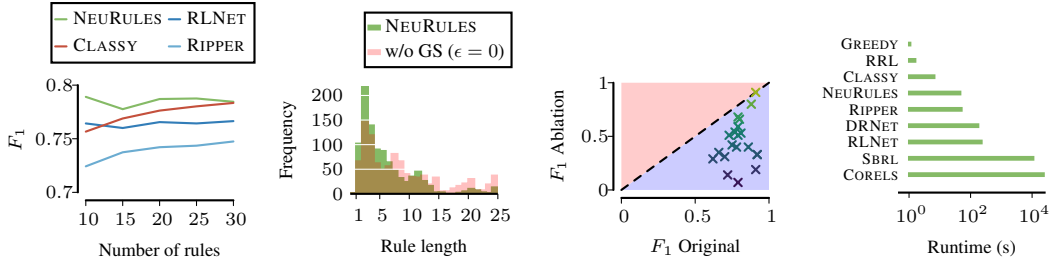 NEURULES
RLNET
CLASSY
RIPPER
0.8
0.75
0.7
F1
10 15 20 25 30
Number of rules
NEURULES
w/o GS (ϵ = 0)
200
150
100
50
Frequency
1 5 10 15 20 25
Rule length
1
0.5
0
F1 Ablation
0 0.5 1
F1 Original
GREEDY
RRL
CLASSY
NEURULES
RIPPER
DRNET
RLNET
SBRL
CORELS
10^0 10^2 10^4
Runtime (s)